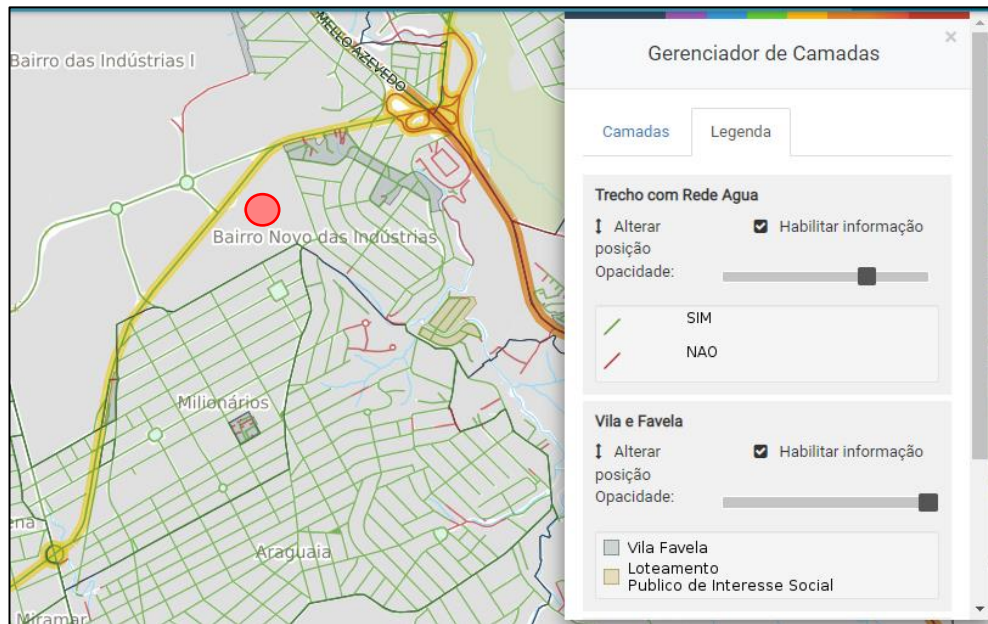 MELLO AZEVEDO
Bairro das Indústrias I
Bairro Novo das Indústrias
Milionários
Araguaia
ena
Miramar
×
Gerenciador de Camadas
Camadas
Legenda
Trecho com Rede Agua
Alterar posição
Habilitar informação
Opacidade:
SIM
NAO
Vila e Favela
Alterar posição
Habilitar informação
Opacidade:
Vila Favela
Loteamento
Publico de Interesse Social